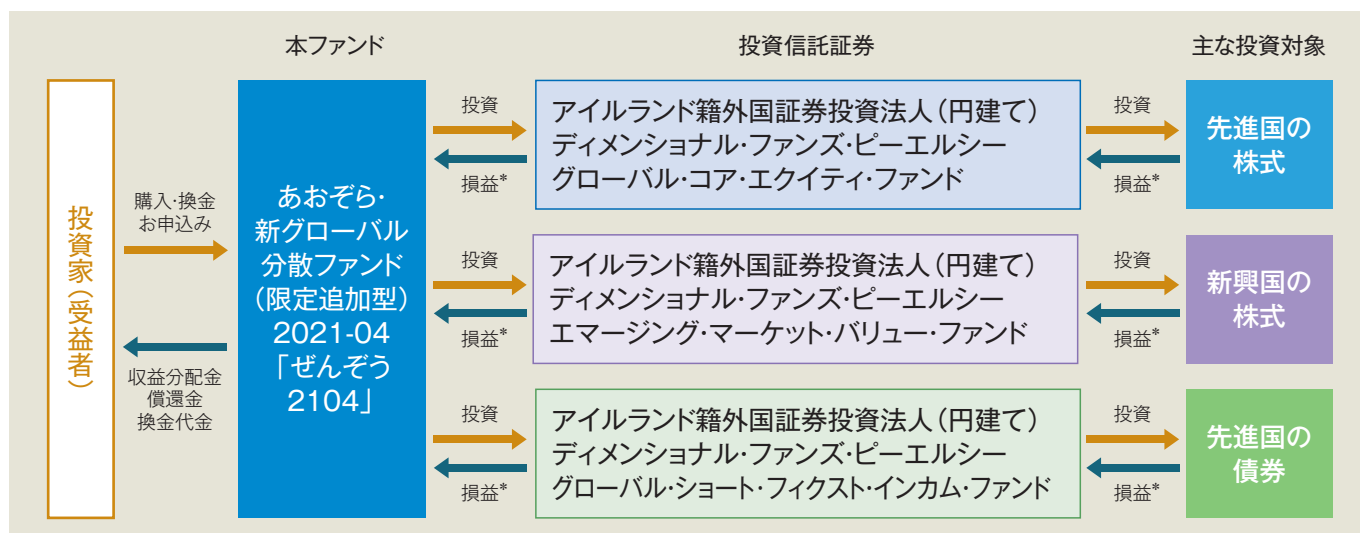 本ファンド
投資信託証券
主な投資対象
投資家（受益者）
購入・換金
お申込み
収益分配金
償還金
換金代金
あおぞら・
新グローバル
分散ファンド
（限定追加型）
2021-04
「ぜんぞう
2104」
投資
損益*
アイルランド籍外国証券投資法人（円建て）
ディメンショナル・ファンズ・ピーエルシー
グローバル・コア・エクイティ・ファンド
投資
損益*
先進国の
株式
投資
損益*
アイルランド籍外国証券投資法人（円建て）
ディメンショナル・ファンズ・ピーエルシー
エマージング・マーケット・バリュー・ファンド
投資
損益*
新興国の
株式
投資
損益*
アイルランド籍外国証券投資法人（円建て）
ディメンショナル・ファンズ・ピーエルシー
グローバル・ショート・フィクスト・インカム・ファンド
投資
損益*
先進国の
債券